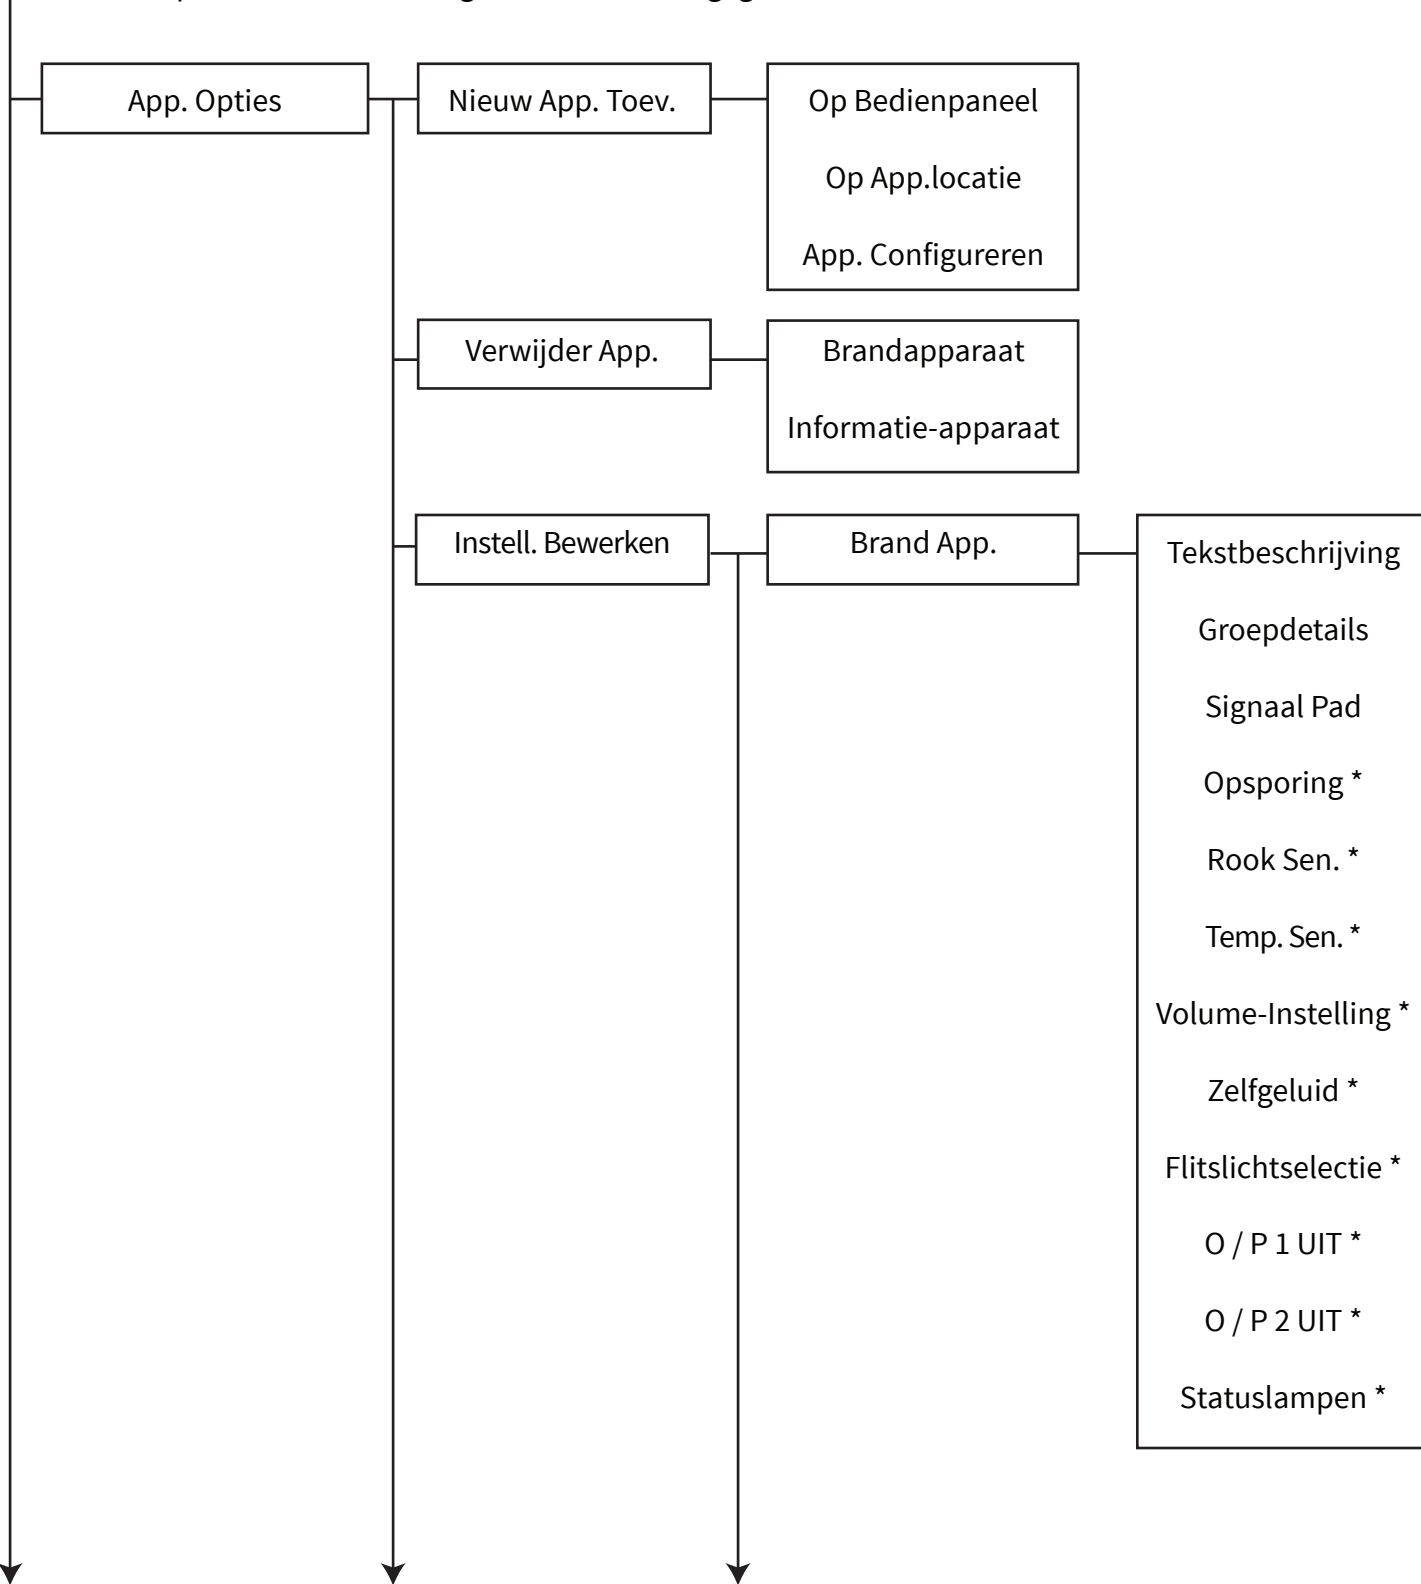 App. Opties
Nieuw App. Toev.
Op Bedienpaneel
Op App.locatie
App. Configureren
Verwijder App.
Brandapparaat
Informatie-apparaat
Instell. Bewerken
Brand App.
Tekstbeschrijving
Groepdetails
Signaal Pad
Opsporing *
Rook Sen. *
Temp. Sen. *
Volume-Instelling *
Zelfgeluid *
Flitslichtselectie *
O / P 1 UIT *
O / P 2 UIT *
Statuslampen *